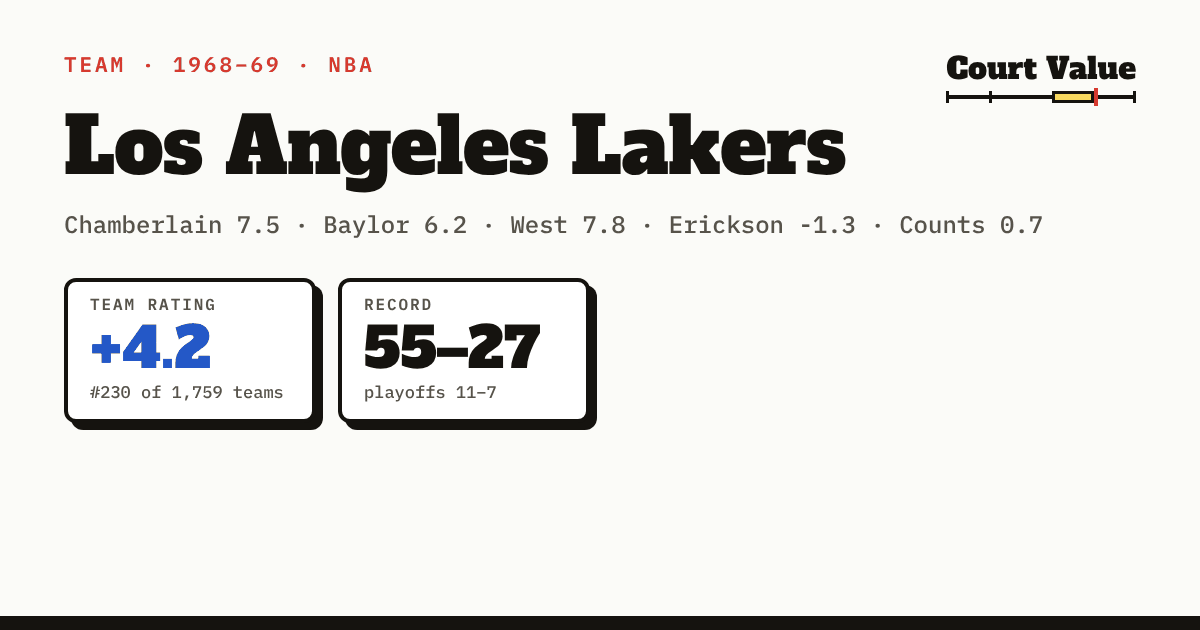 TEAM · 1968–69 · NBA
Court Value
Los Angeles Lakers
Chamberlain 7.5 · Baylor 6.2 · West 7.8 · Erickson -1.3 · Counts 0.7
TEAM RATING
+4.2
#230 of 1,759 teams
RECORD
55–27
playoffs 11–7